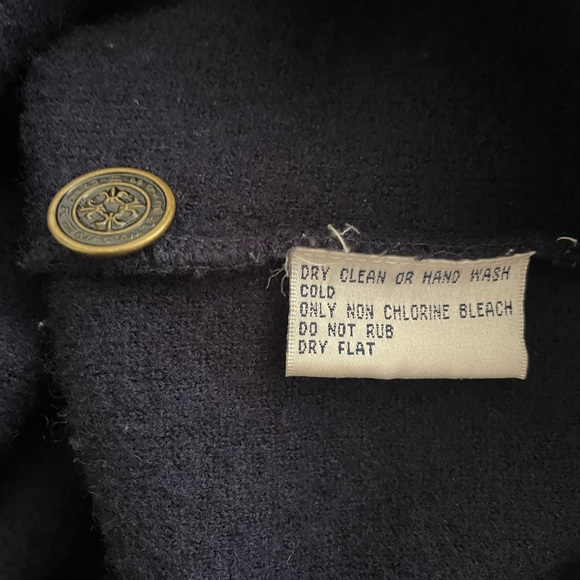 DRY CLEAN OR HAND WASH
COLD
ONLY NON CHLORINE BLEACH
DO NOT RUB
DRY FLAT